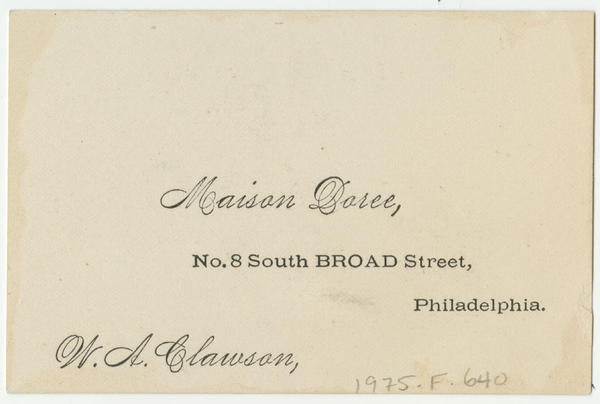 Maison Doree,
No. 8 South BROAD Street,
Philadelphia.
W. A. Clawson,
1975.F.640